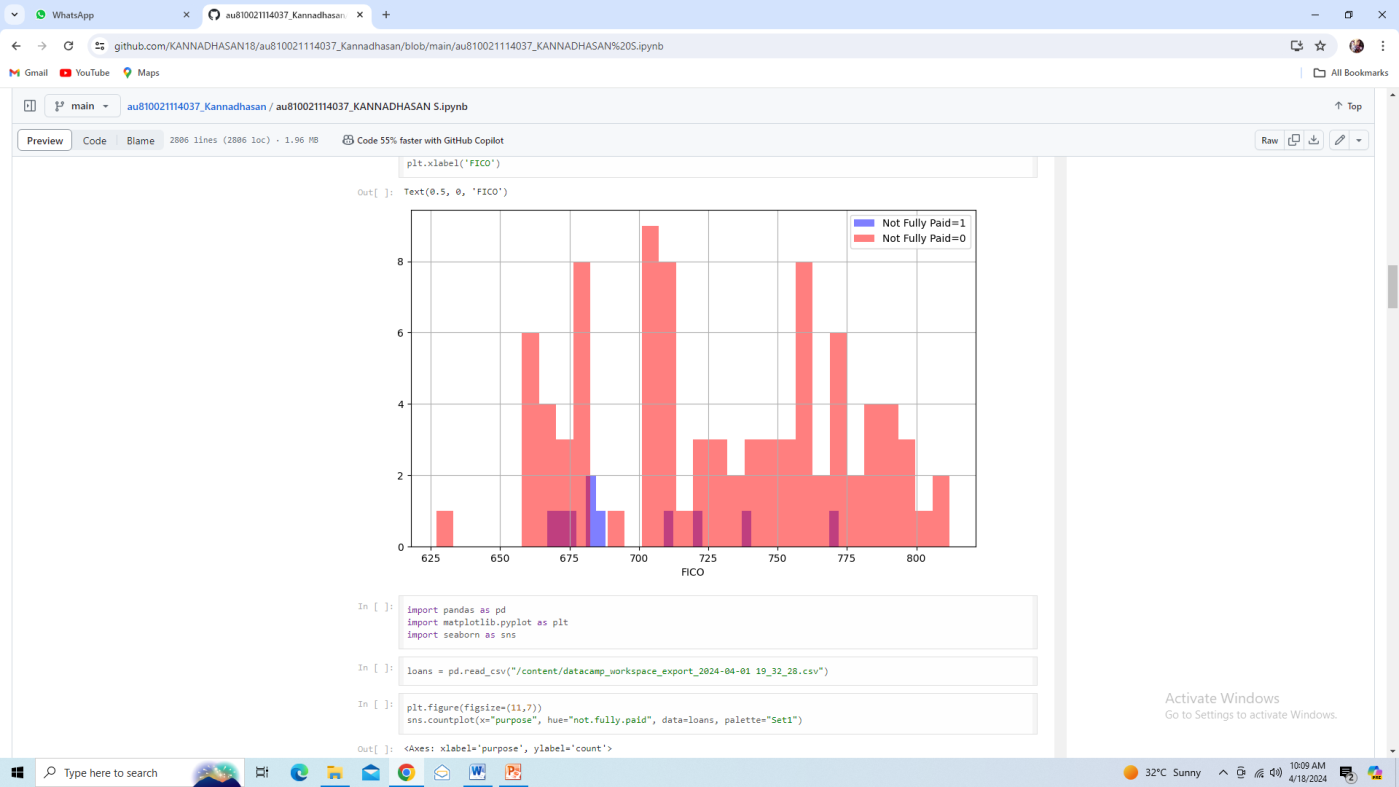 WhatsApp
au810021114037_Kannadhasan
github.com/KANNADHASAN18/au810021114037_Kannadhasan/blob/main/au810021114037_KANNADHASAN%20S.ipynb
Gmail YouTube Maps All Bookmarks
main au810021114037_Kannadhasan / au810021114037_KANNADHASAN S.ipynb Top
Preview Code Blame 2806 lines (2806 loc) · 1.96 MB Code 55% faster with GitHub Copilot Raw
plt.xlabel('FICO')
Out[ ]: Text(0.5, 0, 'FICO')
Not Fully Paid=1
Not Fully Paid=0
8
6
4
2
0
625 650 675 700 725 750 775 800
FICO
In [ ]: import pandas as pd
import matplotlib.pyplot as plt
import seaborn as sns
In [ ]: loans = pd.read_csv("/content/datacamp_workspace_export_2024-04-01 19_32_28.csv")
In [ ]: plt.figure(figsize=(11,7))
sns.countplot(x="purpose", hue="not.fully.paid", data=loans, palette="Set1")
Out[ ]: <Axes: xlabel='purpose', ylabel='count'>
Activate Windows
Go to Settings to activate Windows.
Type here to search 32°C Sunny 10:09 AM
4/18/2024 2